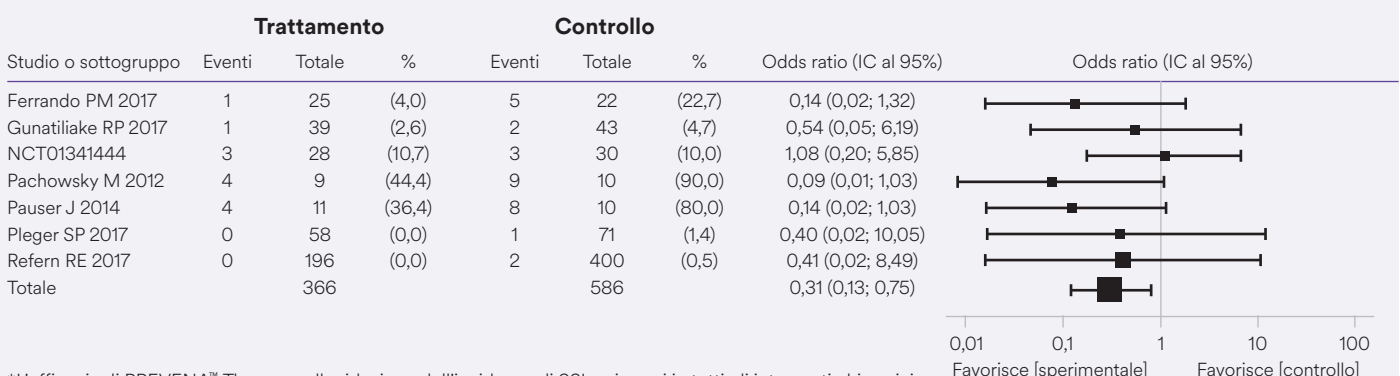 Trattamento Controllo
Studio o sottogruppo Eventi Totale % Eventi Totale % Odds ratio (IC al 95%) Odds ratio (IC al 95%)
Ferrando PM 2017 1 25 (4,0) 5 22 (22,7) 0,14 (0,02; 1,32)
Gunatiliake RP 2017 1 39 (2,6) 2 43 (4,7) 0,54 (0,05; 6,19)
NCT01341444 3 28 (10,7) 3 30 (10,0) 1,08 (0,20; 5,85)
Pachowsky M 2012 4 9 (44,4) 9 10 (90,0) 0,09 (0,01; 1,03)
Pauser J 2014 4 11 (36,4) 8 10 (80,0) 0,14 (0,02; 1,03)
Pleger SP 2017 0 58 (0,0) 1 71 (1,4) 0,40 (0,02; 10,05)
Refern RE 2017 0 196 (0,0) 2 400 (0,5) 0,41 (0,02; 8,49)
Totale 366 586 0,31 (0,13; 0,75)
0,01 0,1 1 10 100
Favorisce [sperimentale] Favorisce [controllo]